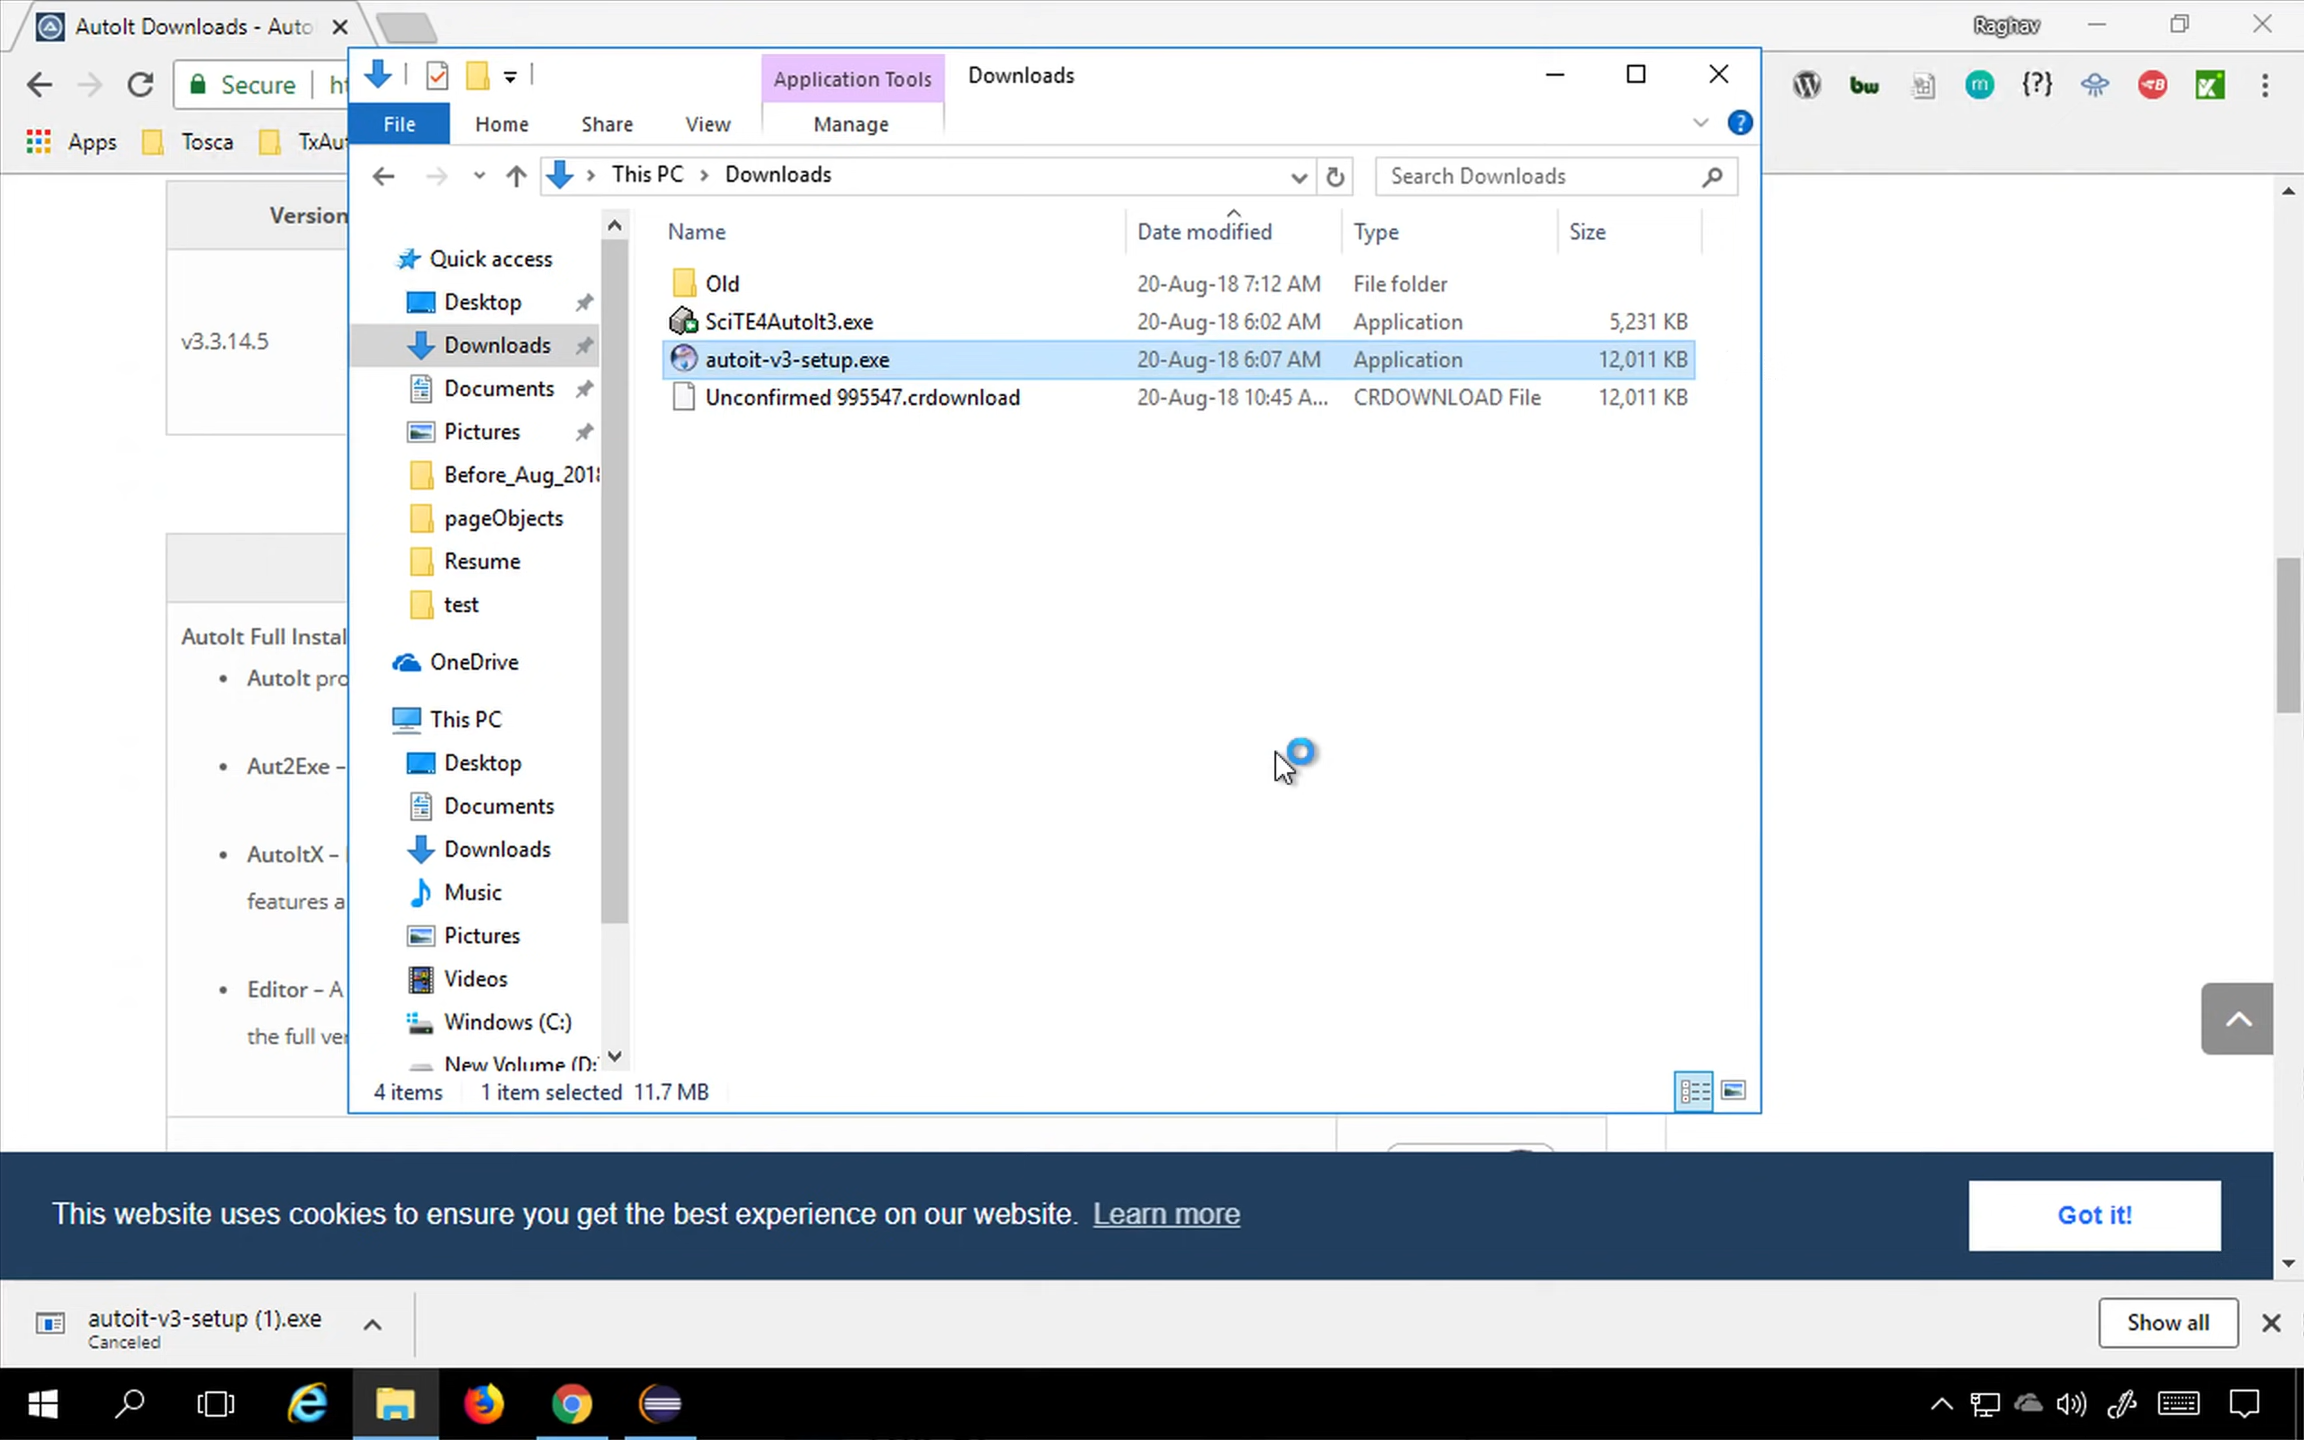 AutoIt Downloads - Auto
Raghav
Secure
Apps
Tosca
TxAut
bw
m
{?}
Application Tools
Downloads
File
Home
Share
View
Manage
This PC
Downloads
Search Downloads
Version
v3.3.14.5
AutoIt Full Instal
AutoIt pro
Aut2Exe –
AutoItX –
features a
Editor – A
the full ver
Quick access
Desktop
Downloads
Documents
Pictures
Before_Aug_2018
pageObjects
Resume
test
OneDrive
This PC
Desktop
Documents
Downloads
Music
Pictures
Videos
Windows (C:)
New Volume (D:
Name Date modified Type Size
Old 20-Aug-18 7:12 AM File folder
SciTE4AutoIt3.exe 20-Aug-18 6:02 AM Application 5,231 KB
autoit-v3-setup.exe 20-Aug-18 6:07 AM Application 12,011 KB
Unconfirmed 995547.crdownload 20-Aug-18 10:45 A... CRDOWNLOAD File 12,011 KB
4 items 1 item selected 11.7 MB
This website uses cookies to ensure you get the best experience on our website. Learn more
Got it!
autoit-v3-setup (1).exe
Canceled
Show all